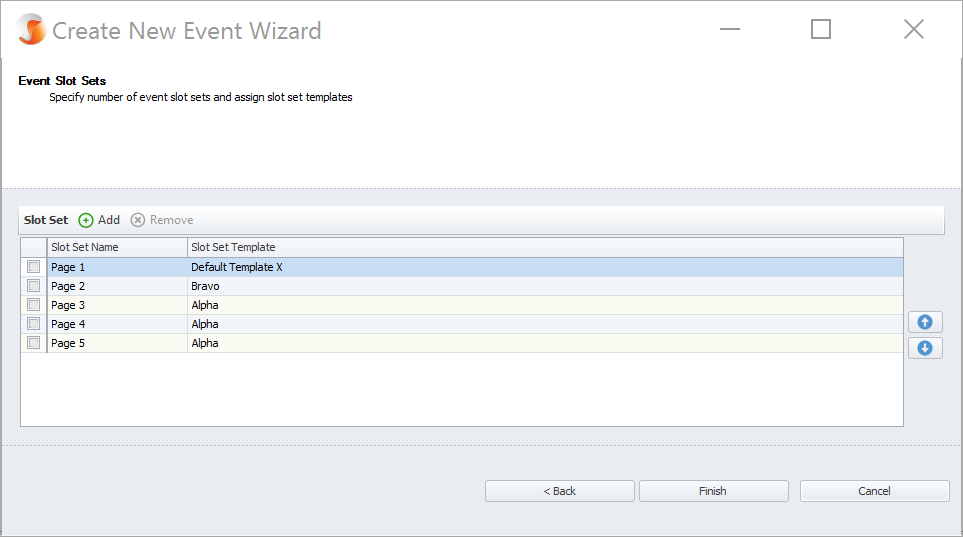 Create New Event Wizard
Event Slot Sets
Specify number of event slot sets and assign slot set templates
Slot Set Add Remove
Slot Set Name Slot Set Template
Page 1 Default Template X
Page 2 Bravo
Page 3 Alpha
Page 4 Alpha
Page 5 Alpha
< Back Finish Cancel